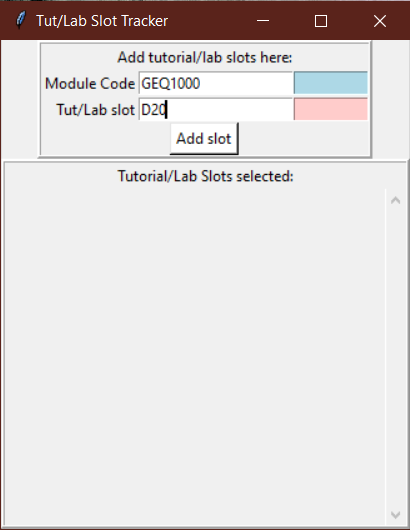 Tut/Lab Slot Tracker
Add tutorial/lab slots here:
Module Code GEQ1000
Tut/Lab slot D20
Add slot
Tutorial/Lab Slots selected: